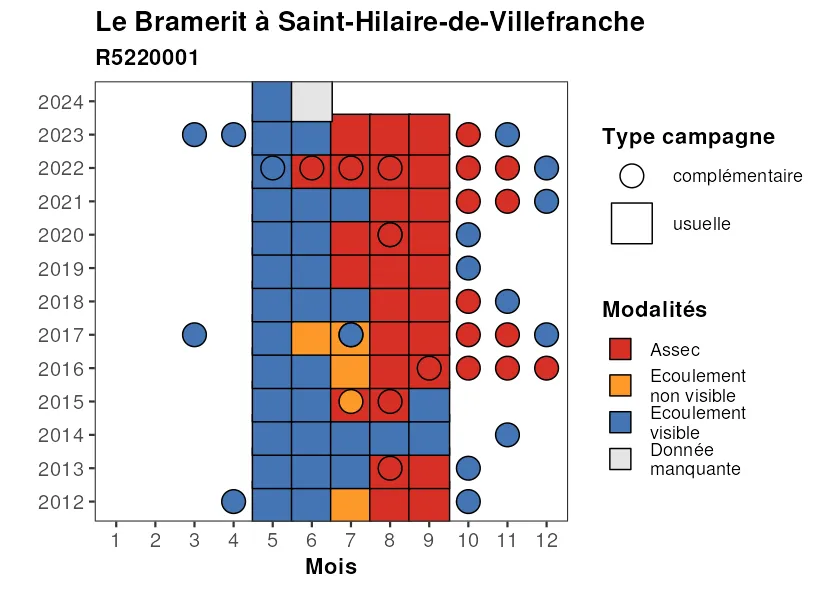 Le Bramerit à Saint-Hilaire-de-Villefranche
R5220001
2024
2023
2022
2021
2020
2019
2018
2017
2016
2015
2014
2013
2012
1 2 3 4 5 6 7 8 9 10 11 12
Mois
Type campagne
complémentaire
usuelle
Modalités
Assec
Ecoulement
non visible
Ecoulement
visible
Donnée
manquante